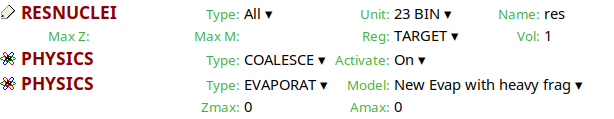 RESNUCLEI Type: All ▾ Unit: 23 BIN ▾ Name: res
Max Z: Max M: Reg: TARGET ▾ Vol: 1
PHYSICS Type: COALESCE ▾ Activate: On ▾
PHYSICS Type: EVAPORAT ▾ Model: New Evap with heavy frag ▾
Zmax: 0 Amax: 0